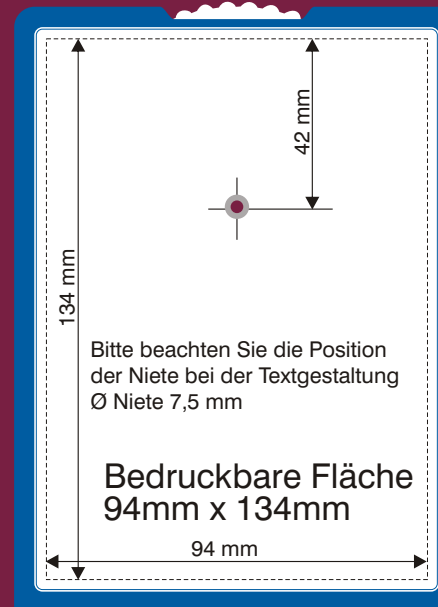 42 mm
134 mm
Bitte beachten Sie die Position
der Niete bei der Textgestaltung
Ø Niete 7,5 mm
Bedruckbare Fläche
94mm x 134mm
94 mm